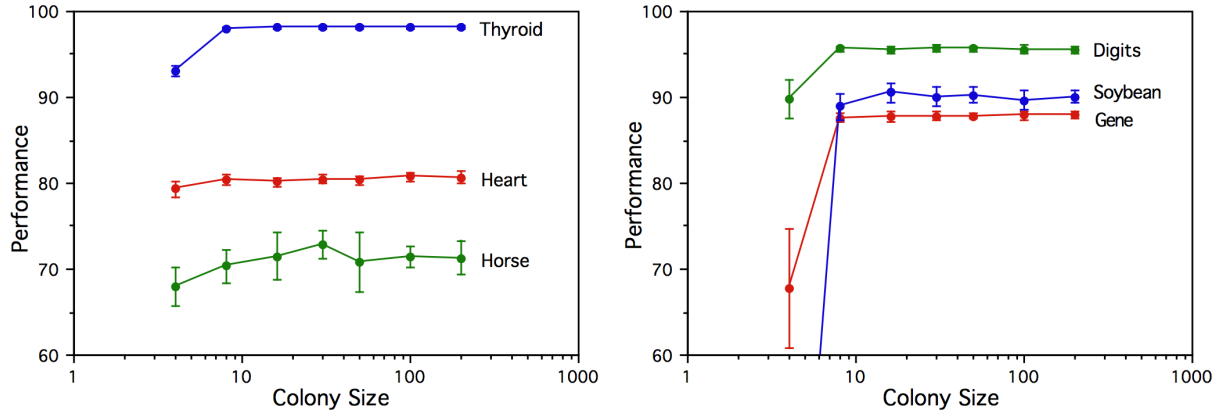 100
90
80
70
60
Performance
1
10
100
1000
Colony Size
Thyroid
Heart
Horse
100
90
80
70
60
Performance
1
10
100
1000
Colony Size
Digits
Soybean
Gene